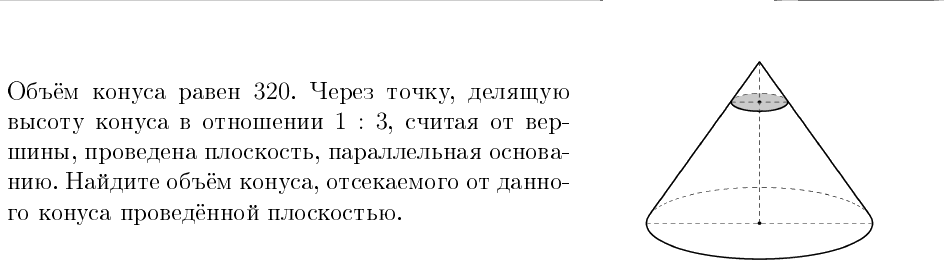 Объём конуса равен 320. Через точку, делящую
высоту конуса в отношении 1 : 3, считая от вер-
шины, проведена плоскость, параллельная основа-
нию. Найдите объём конуса, отсекаемого от данно-
го конуса проведённой плоскостью.